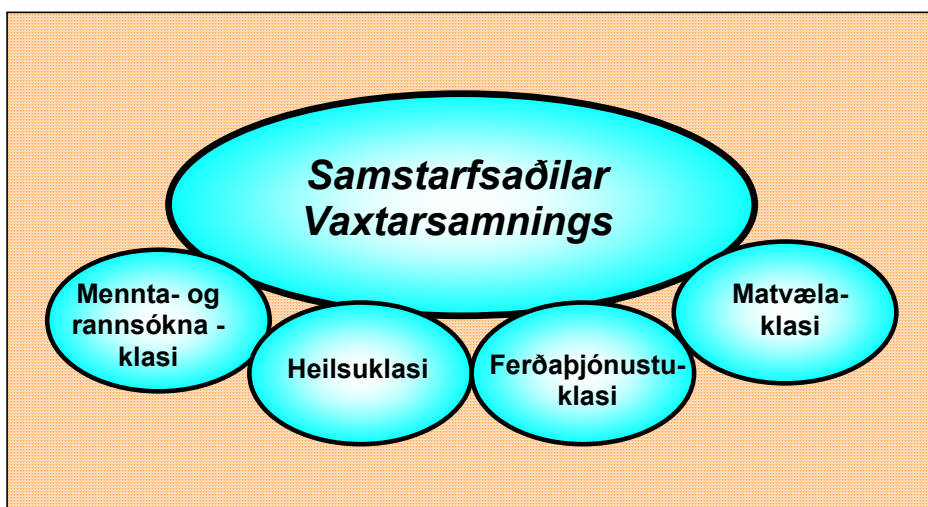 Samstarfsaðilar
Vaxtarsamnings
Mennta- og
rannsókna -
klasi
Heilsuklasi
Ferðaþjónustu-
klasi
Matvæla-
klasi